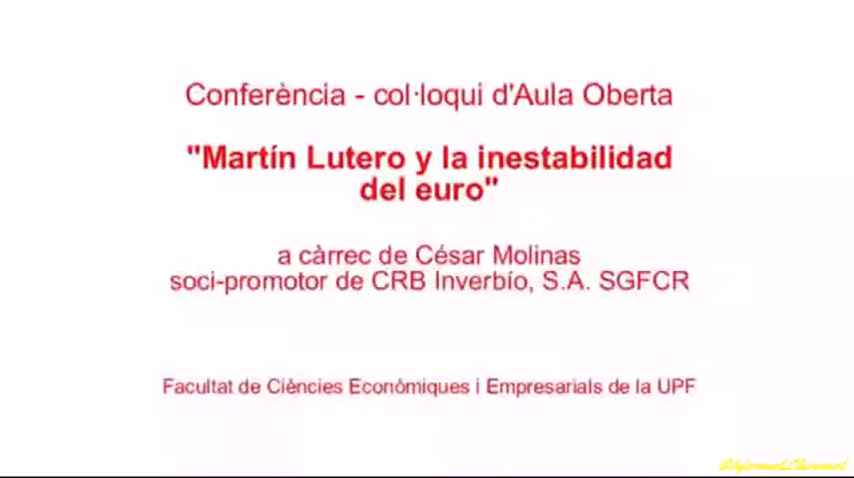 Conferència - col·loqui d'Aula Oberta
"Martín Lutero y la inestabilidad
del euro"
a càrrec de César Molinas
soci-promotor de CRB Inverbío, S.A. SGFCR
Facultat de Ciències Econòmiques i Empresarials de la UPF